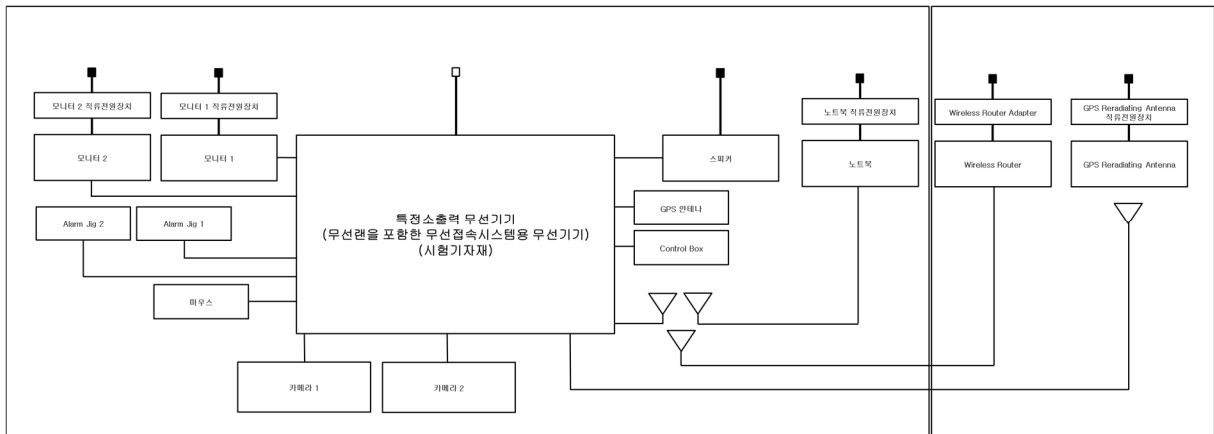 모니터 2 직류전원장치
모니터 1 직류전원장치
노트북 직류전원장치
Wireless Router Adapter
GPS Reradiating Antenna
직류전원장치
모니터 2
모니터 1
스피커
노트북
Wireless Router
GPS Reradiating Antenna
Alarm Jig 2
Alarm Jig 1
GPS 안테나
특정소출력 무선기기
(무선랜을 포함한 무선접속시스템용 무선기기)
(시험기자재)
Control Box
마우스
카메라 1
카메라 2